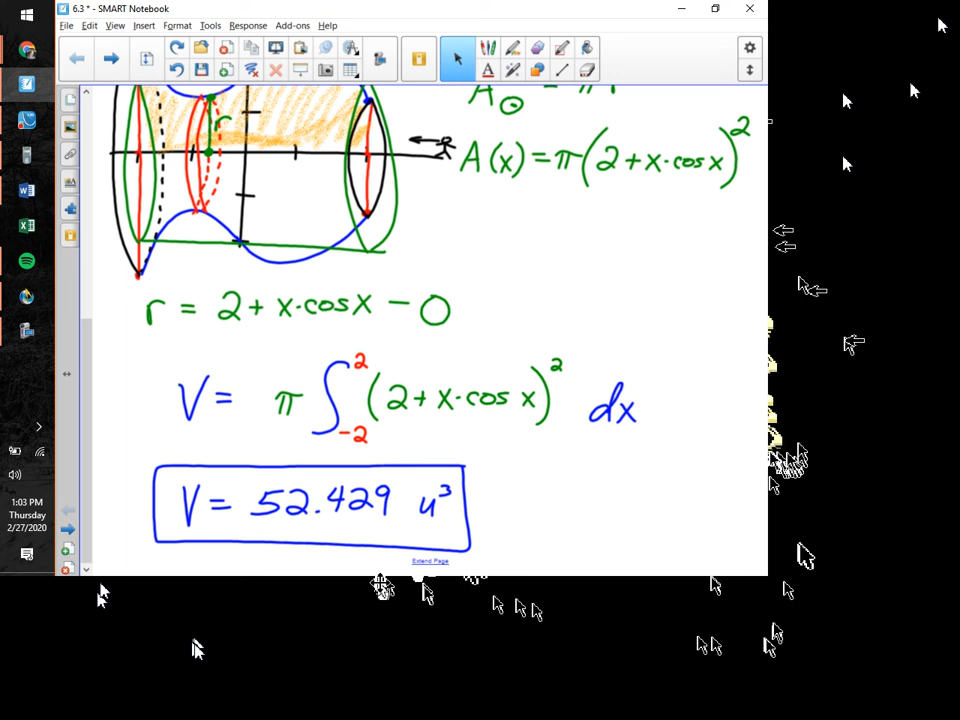 6.3 * - SMART Notebook
File Edit View Insert Format Tools Response Add-ons Help
r
A(x) = π(2 + x·cos x)²
r = 2 + x·cos x − 0
V = π ∫₋₂² (2 + x·cos x)² dx
V = 52.429 u³
Extend Page
1:03 PM
Thursday
2/27/2020